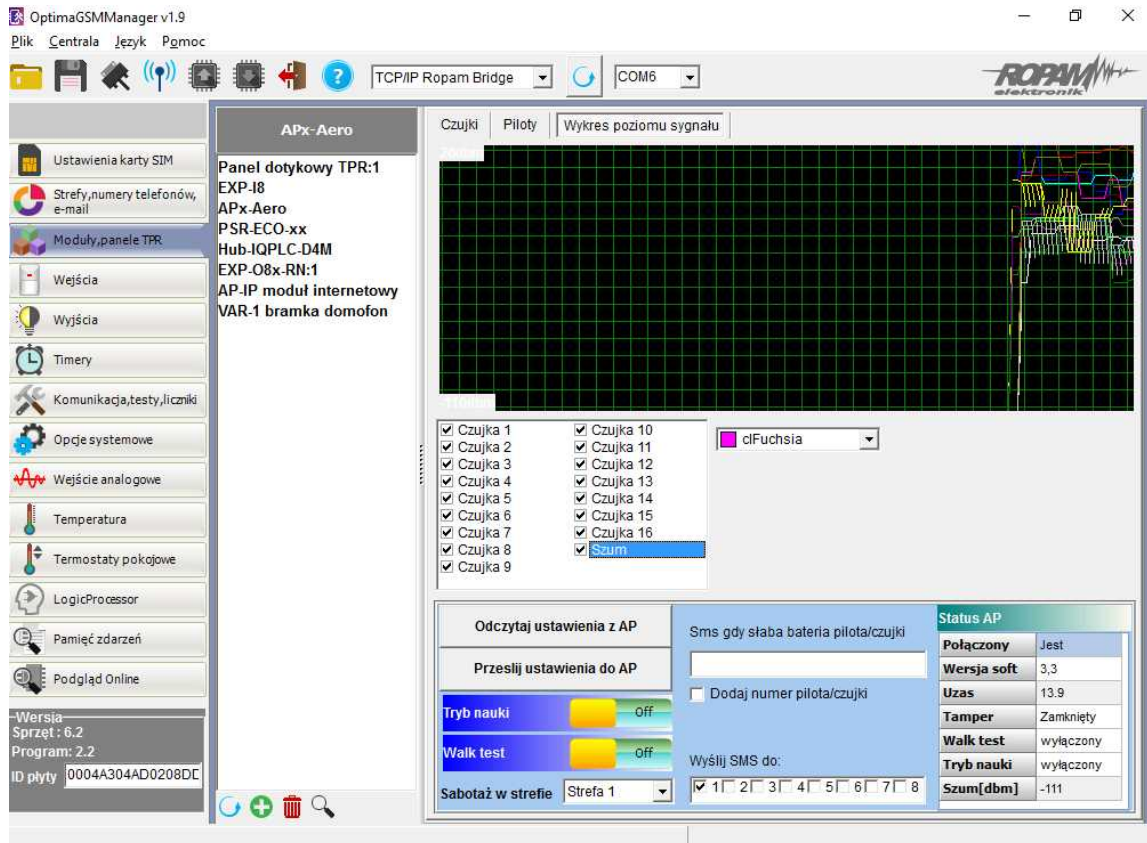 OptimaGSMManager v1.9
Plik Centrala Język Pomoc
TCP/IP Ropam Bridge
COM6
ROPAM
elektronik
Ustawienia karty SIM
Strefy,numery telefonów,
e-mail
Moduły,panele TPR
Wejścia
Wyjścia
Timery
Komunikacja,testy,liczniki
Opcje systemowe
Wejście analogowe
Temperatura
Termostaty pokojowe
LogicProcessor
Pamięć zdarzeń
Podgląd Online
Wersja
Sprzęt : 6.2
Program: 2.2
ID płyty 0004A304AD0208DE
APx-Aero
Panel dotykowy TPR:1
EXP-I8
APx-Aero
PSR-ECO-xx
Hub-IQPLC-D4M
EXP-O8x-RN:1
AP-IP moduł internetowy
VAR-1 bramka domofon
Czujki Piloty Wykres poziomu sygnału
Czujka 1
Czujka 2
Czujka 3
Czujka 4
Czujka 5
Czujka 6
Czujka 7
Czujka 8
Czujka 9
Czujka 10
Czujka 11
Czujka 12
Czujka 13
Czujka 14
Czujka 15
Czujka 16
Szum
clFuchsia
Odczytaj ustawienia z AP
Przeslij ustawienia do AP
Tryb nauki Off
Walk test Off
Sabotaż w strefie Strefa 1
Sms gdy słaba bateria pilota/czujki
Dodaj numer pilota/czujki
Wyślij SMS do:
1 2 3 4 5 6 7 8
Status AP
Połączony Jest
Wersja soft 3,3
Uzas 13.9
Tamper Zamknięty
Walk test wyłączony
Tryb nauki wyłączony
Szum[dbm] -111